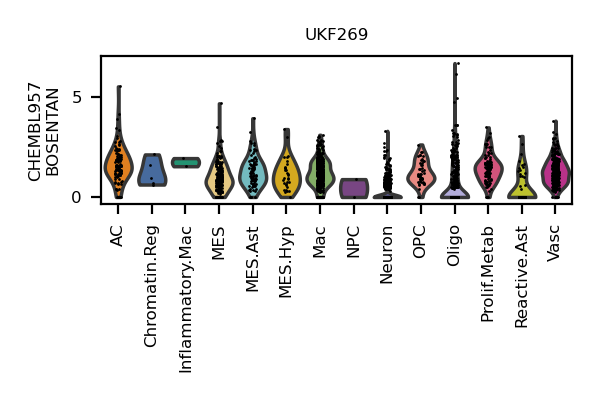 UKF269
CHEMBL957
BOSENTAN
5
0
AC
Chromatin.Reg
Inflammatory.Mac
MES
MES.Ast
MES.Hyp
Mac
NPC
Neuron
OPC
Oligo
Prolif.Metab
Reactive.Ast
Vasc